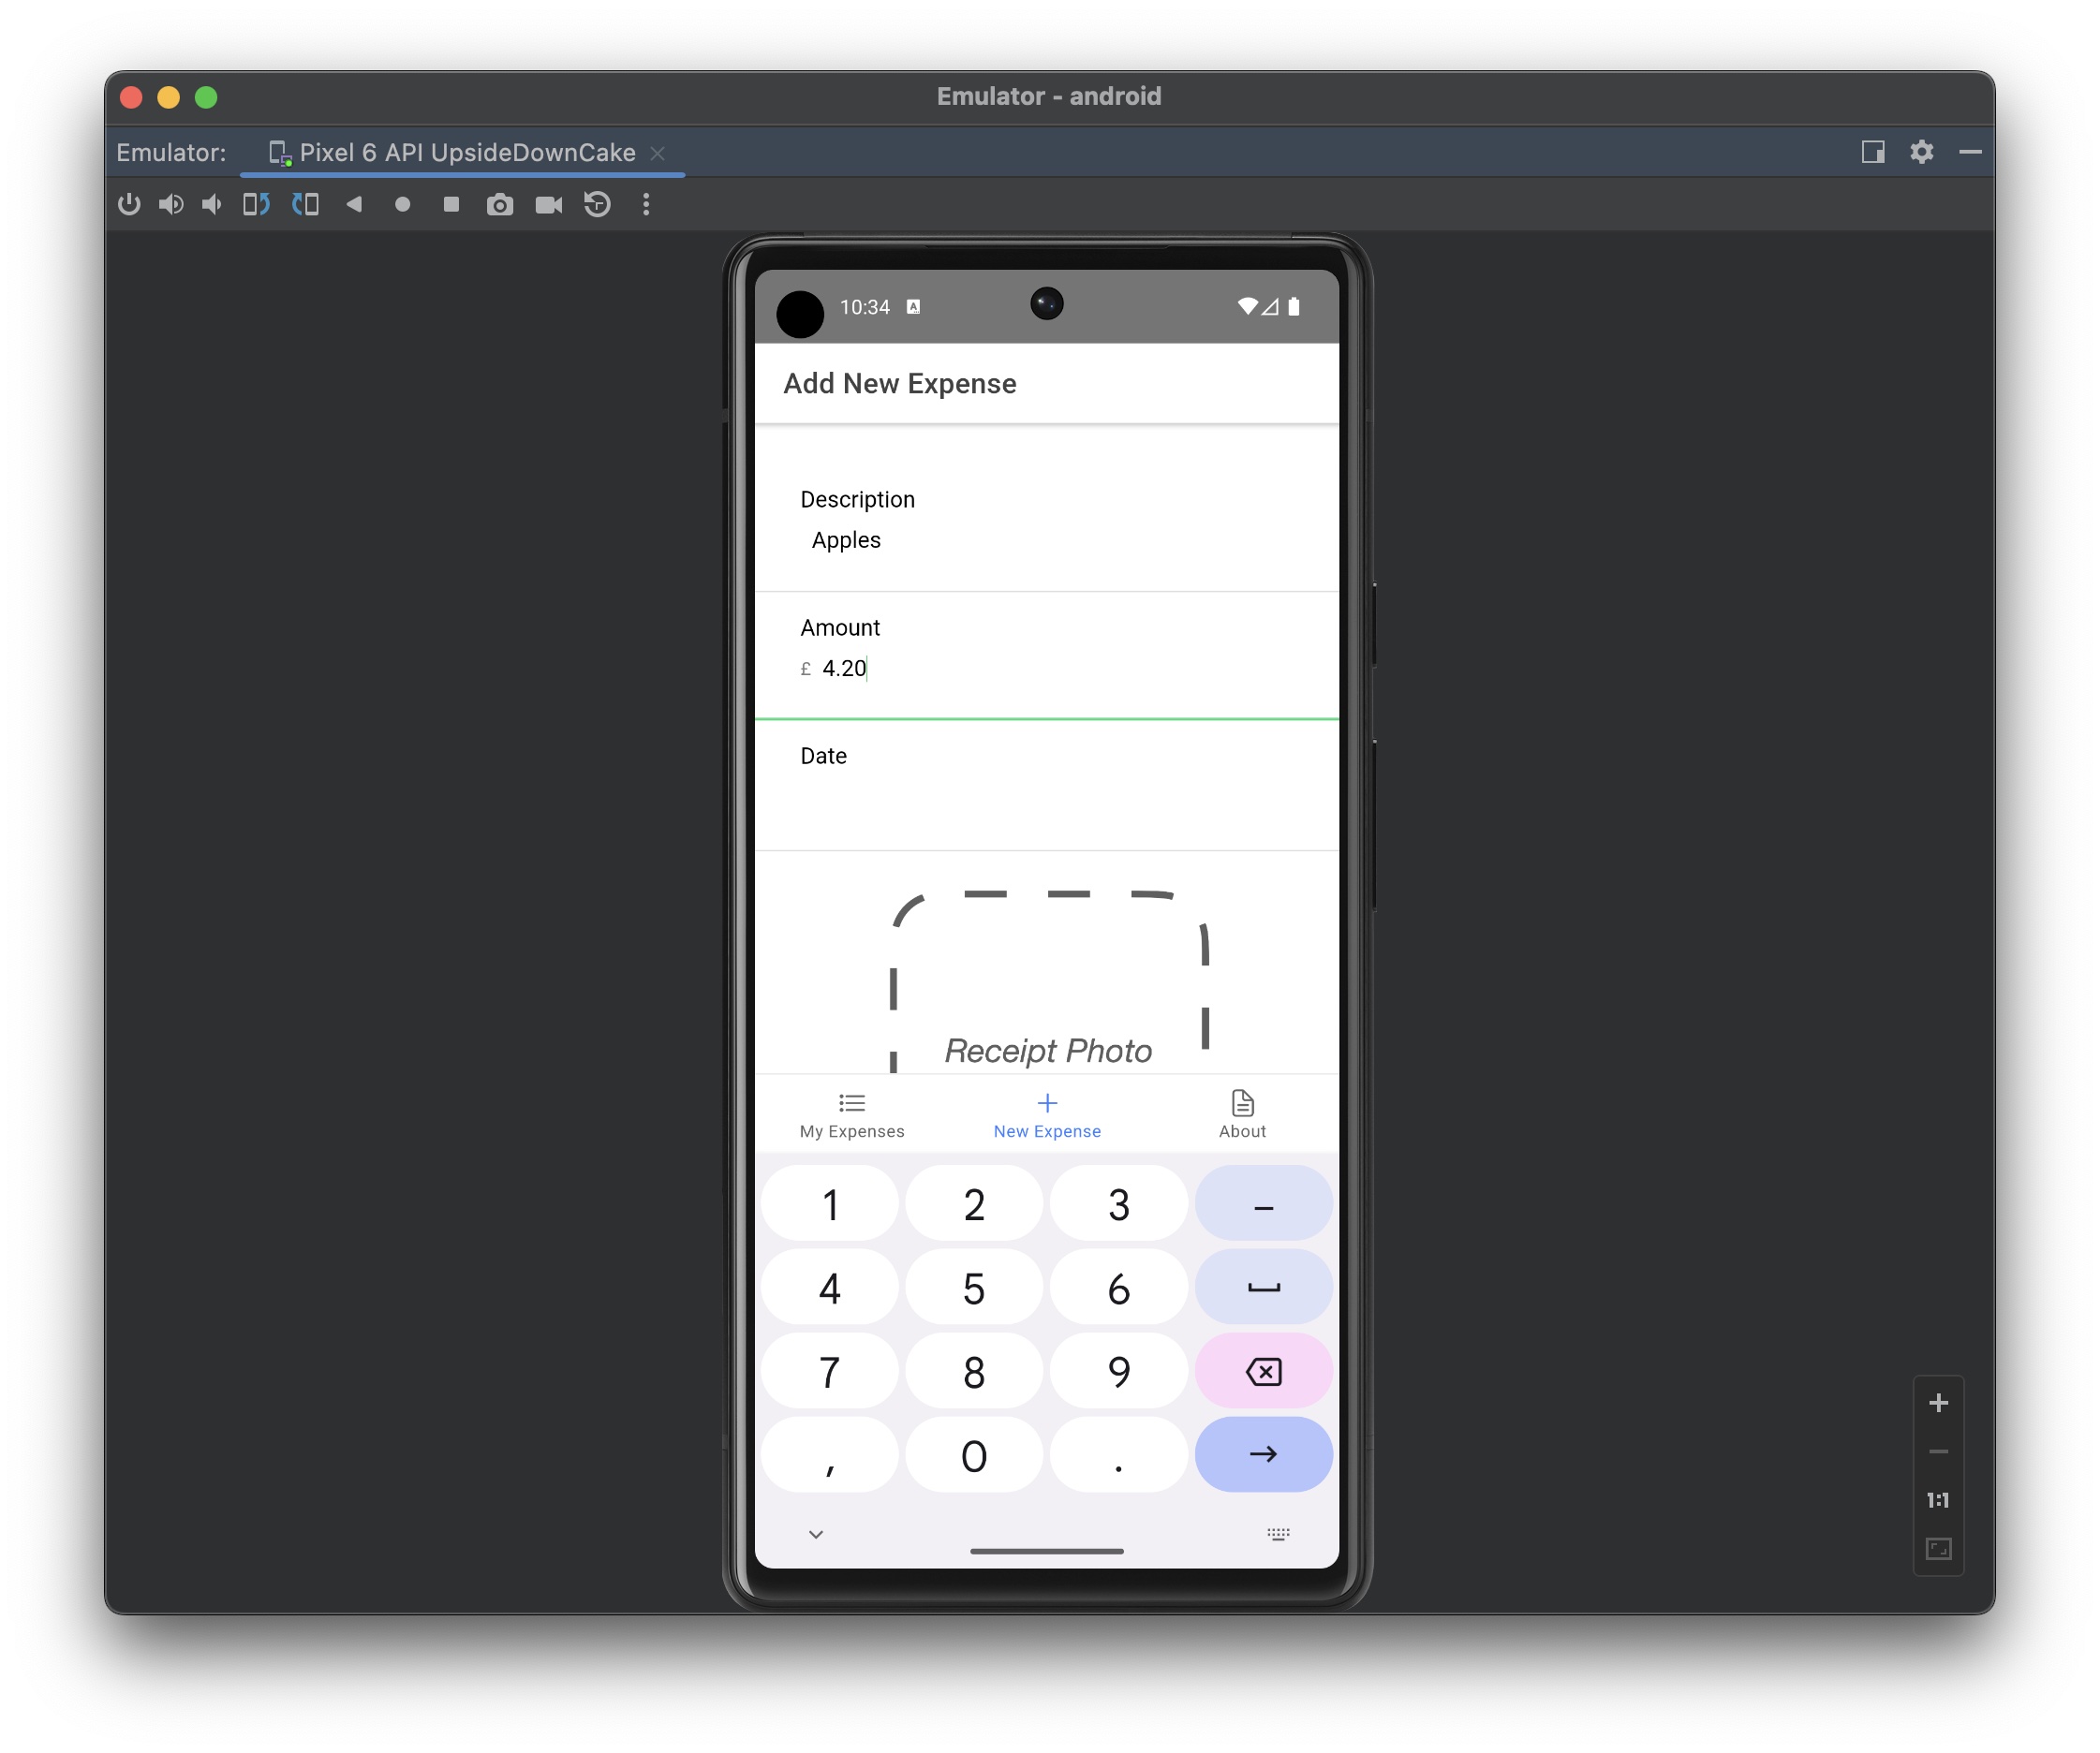 Emulator - android
Emulator: Pixel 6 API UpsideDownCake
10:34 A
Add New Expense
Description
Apples
Amount
£ 4.20
Date
Receipt Photo
My Expenses New Expense About
1 2 3 –
4 5 6
7 8 9
, 0 .
1:1